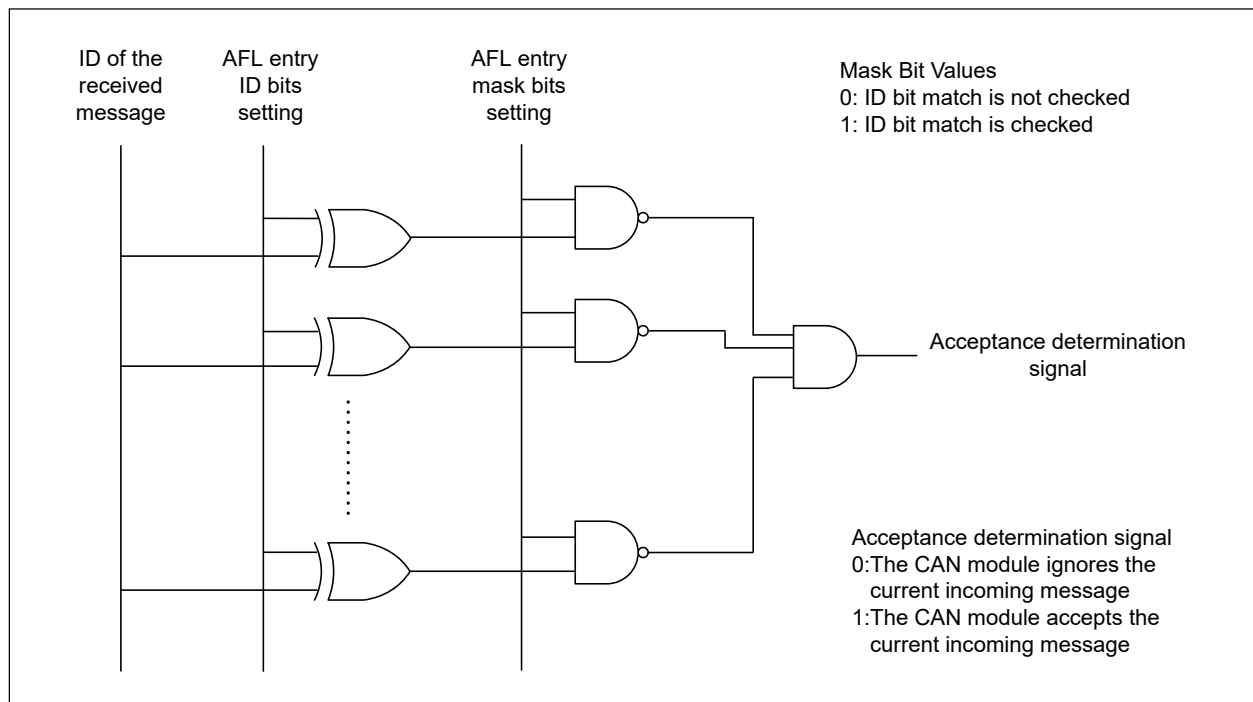 ID of the
received
message
AFL entry
ID bits
setting
AFL entry
mask bits
setting
Mask Bit Values
0: ID bit match is not checked
1: ID bit match is checked
Acceptance determination
signal
Acceptance determination signal
0:The CAN module ignores the
current incoming message
1:The CAN module accepts the
current incoming message